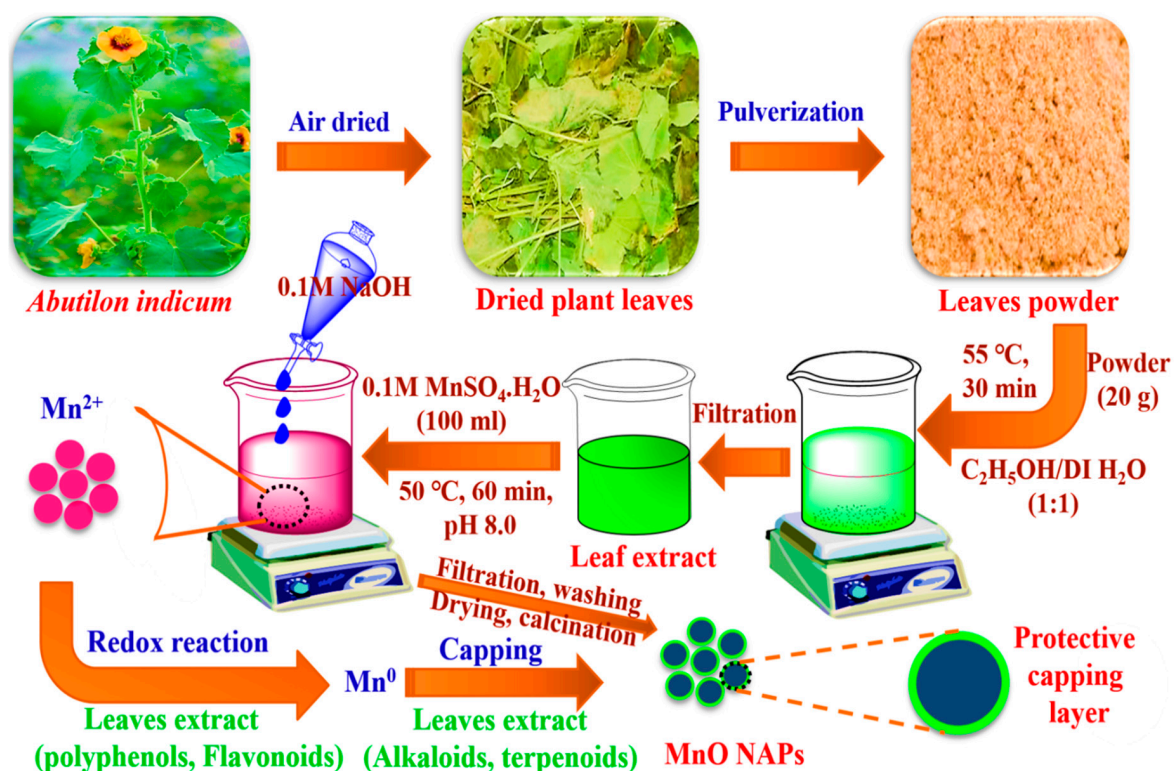 Air dried
Pulverization
Abutilon indicum
0.1M NaOH
Dried plant leaves
Leaves powder
55 °C,
30 min
Powder
(20 g)
C₂H₅OH/DI H₂O
(1:1)
Filtration
Leaf extract
0.1M MnSO₄.H₂O
(100 ml)
50 °C, 60 min,
pH 8.0
Mn²⁺
Filtration, washing
Drying, calcination
Redox reaction
Leaves extract
(polyphenols, Flavonoids)
Mn⁰
Capping
Leaves extract
(Alkaloids, terpenoids)
MnO NAPs
Protective
capping
layer